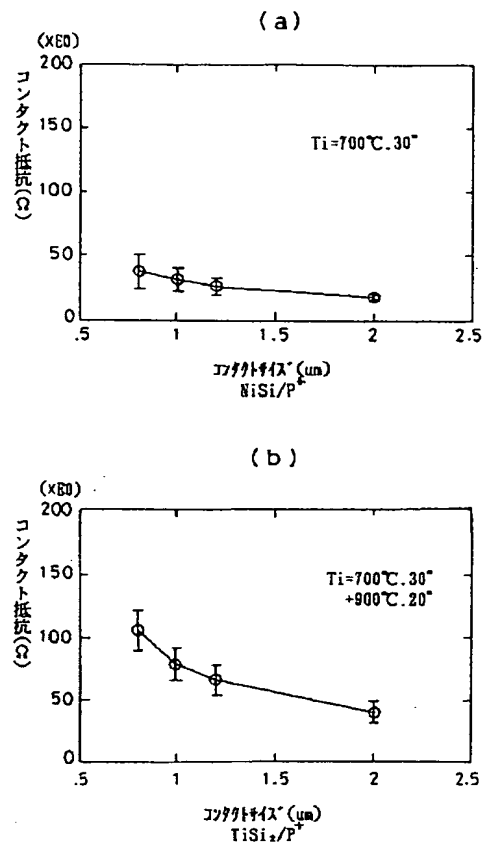 (a)
(XE0)
200
150
100
50
0
コンタクト抵抗(Ω)
Ti=700℃.30"
.5
1
1.5
2
2.5
コンタクトサイズ(um)
NiSi/P⁺
(b)
(XE0)
200
150
100
50
0
コンタクト抵抗(Ω)
Ti=700℃.30"
+900℃.20"
.5
1
1.5
2
2.5
コンタクトサイズ(um)
TiSi₂/P⁺